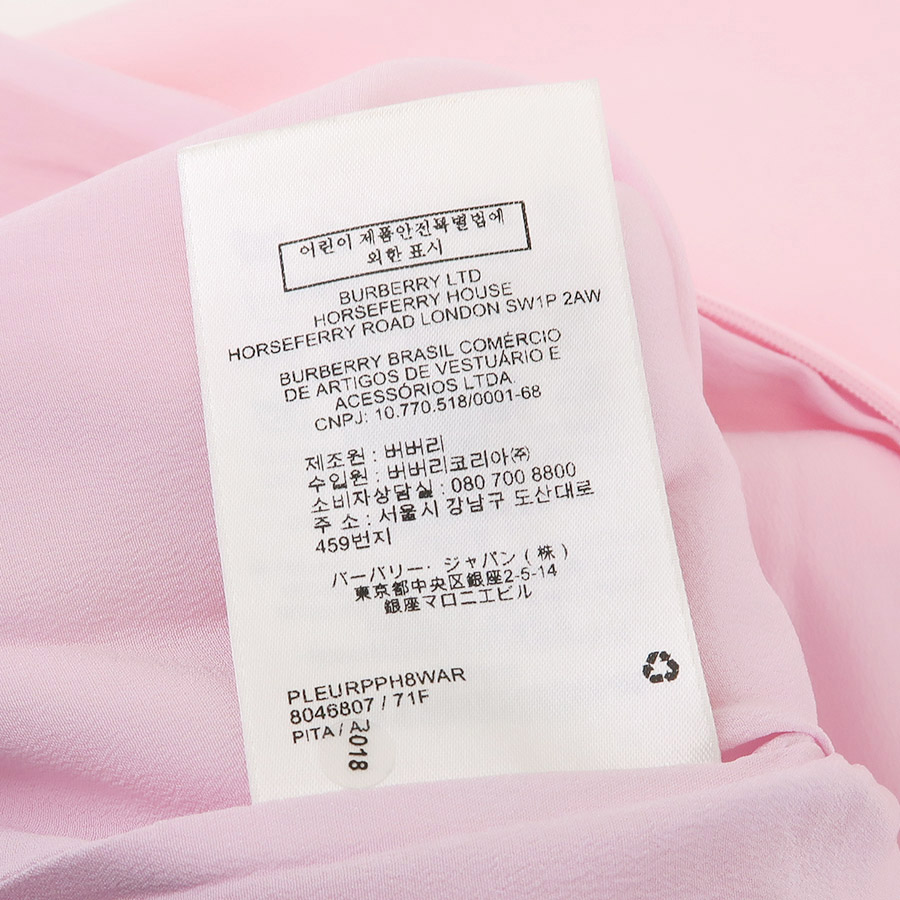 어린이 제품안전특별법에
의한 표시
BURBERRY LTD
HORSEFERRY HOUSE
HORSEFERRY ROAD LONDON SW1P 2AW
BURBERRY BRASIL COMÉRCIO
DE ARTIGOS DE VESTUÁRIO E
ACESSÓRIOS LTDA.
CNPJ: 10.770.518/0001-68
제조원 : 버버리
수입원 : 버버리코리아㈜
소비자상담실 : 080 700 8800
주 소 : 서울시 강남구 도산대로
459번지
バーバリー・ジャパン ( 株 )
東京都中央区銀座2-5-14
銀座マロニエビル
PLEURPPH8WAR
8046807 / 71F
PITA / AJ
2018